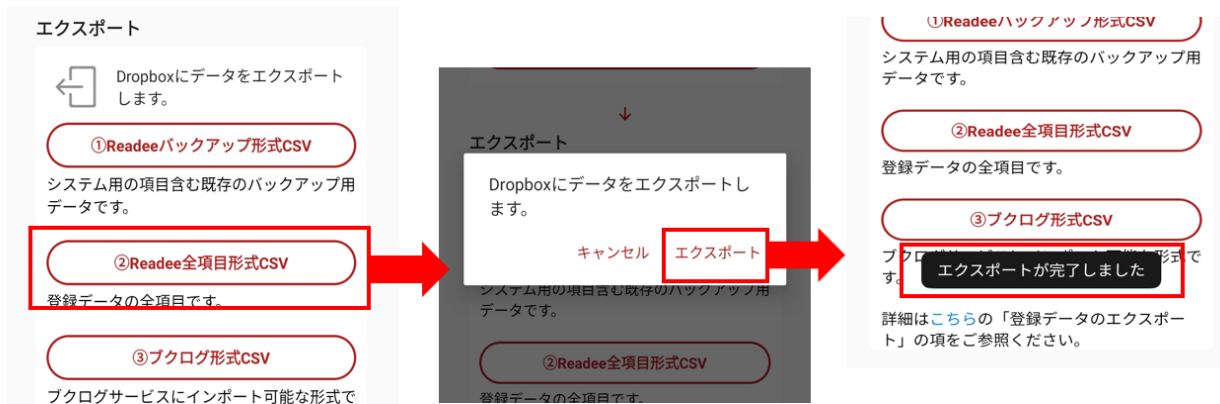 エクスポート
Dropboxにデータをエクスポート
します。
①Readeeバックアップ形式CSV
システム用の項目含む既存のバックアップ用
データです。
②Readee全項目形式CSV
登録データの全項目です。
③ブクログ形式CSV
ブクログサービスにインポート可能な形式で
↓
エクスポート
Dropboxにデータをエクスポートし
ます。
キャンセル エクスポート
システム用の項目含む既存のバックアップ用
データです。
②Readee全項目形式CSV
登録データの全項目です。
①Readeeバックアップ形式CSV
システム用の項目含む既存のバックアップ用
データです。
②Readee全項目形式CSV
登録データの全項目です。
③ブクログ形式CSV
す。
エクスポートが完了しました
詳細はこちらの「登録データのエクスポー
ト」の項をご参照ください。